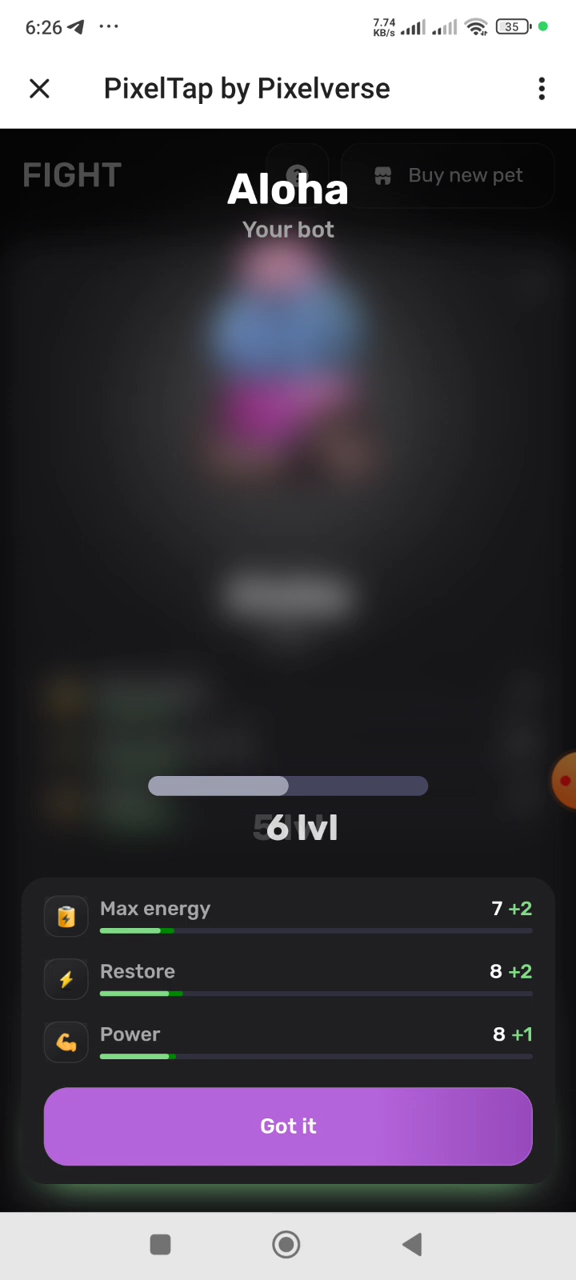 6:26
7.74
KB/s
35
PixelTap by Pixelverse
FIGHT
Buy new pet
Aloha
Your bot
6 lvl
Max energy
7 +2
Restore
8 +2
Power
8 +1
Got it